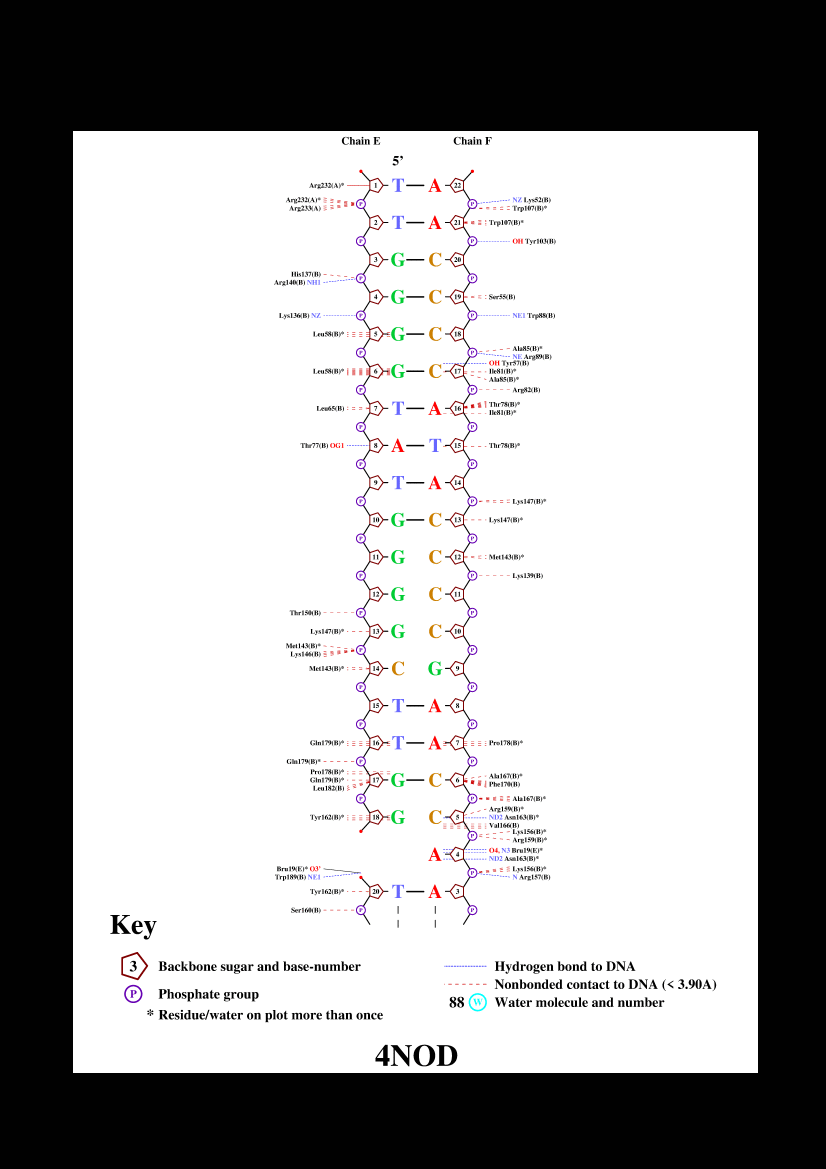 Chain E Chain F
5'
Arg232(A)* 1 T A 22
Arg232(A)* P P NZ Lys52(B)
Arg233(A) Trp107(B)*
2 T A 21 Trp107(B)*
P P OH Tyr103(B)
3 G C 20
His137(B) P P
Arg140(B) NH1
4 G C 19 Ser55(B)
Lys136(B) NZ P P NE1 Trp88(B)
Leu58(B)* 5 G C 18
P P Ala85(B)*
NE Arg89(B)
OH Tyr57(B)
Leu58(B)* 6 G C 17 Ile81(B)*
Ala85(B)*
P P Arg82(B)
Leu65(B) 7 T A 16 Thr78(B)*
Ile81(B)*
P P
Thr77(B) OG1 8 A T 15 Thr78(B)*
P P
9 T A 14
P P Lys147(B)*
10 G C 13 Lys147(B)*
P P
11 G C 12 Met143(B)*
P P Lys139(B)
12 G C 11
Thr150(B) P P
Lys147(B)* 13 G C 10
Met143(B)* P P
Lys146(B)
Met143(B)* 14 C G 9
P P
15 T A 8
P P
Gln179(B)* 16 T A 7 Pro178(B)*
Gln179(B)* P P
Pro178(B)*
Gln179(B)* 17 G C 6 Ala167(B)*
Leu182(B) Phe170(B)
P P Ala167(B)*
Arg159(B)*
Tyr162(B)* 18 G C 5 ND2 Asn163(B)*
Val166(B)
P Lys156(B)*
Arg159(B)*
A 4 O4, N3 Bru19(E)*
ND2 Asn163(B)*
Bru19(E)* O3' P Lys156(B)*
Trp189(B) NE1 N Arg157(B)
Tyr162(B)* 20 T A 3
Ser160(B) P P
Key
3 Backbone sugar and base-number
P Phosphate group
* Residue/water on plot more than once
Hydrogen bond to DNA
Nonbonded contact to DNA (< 3.90A)
88 W Water molecule and number
4NOD